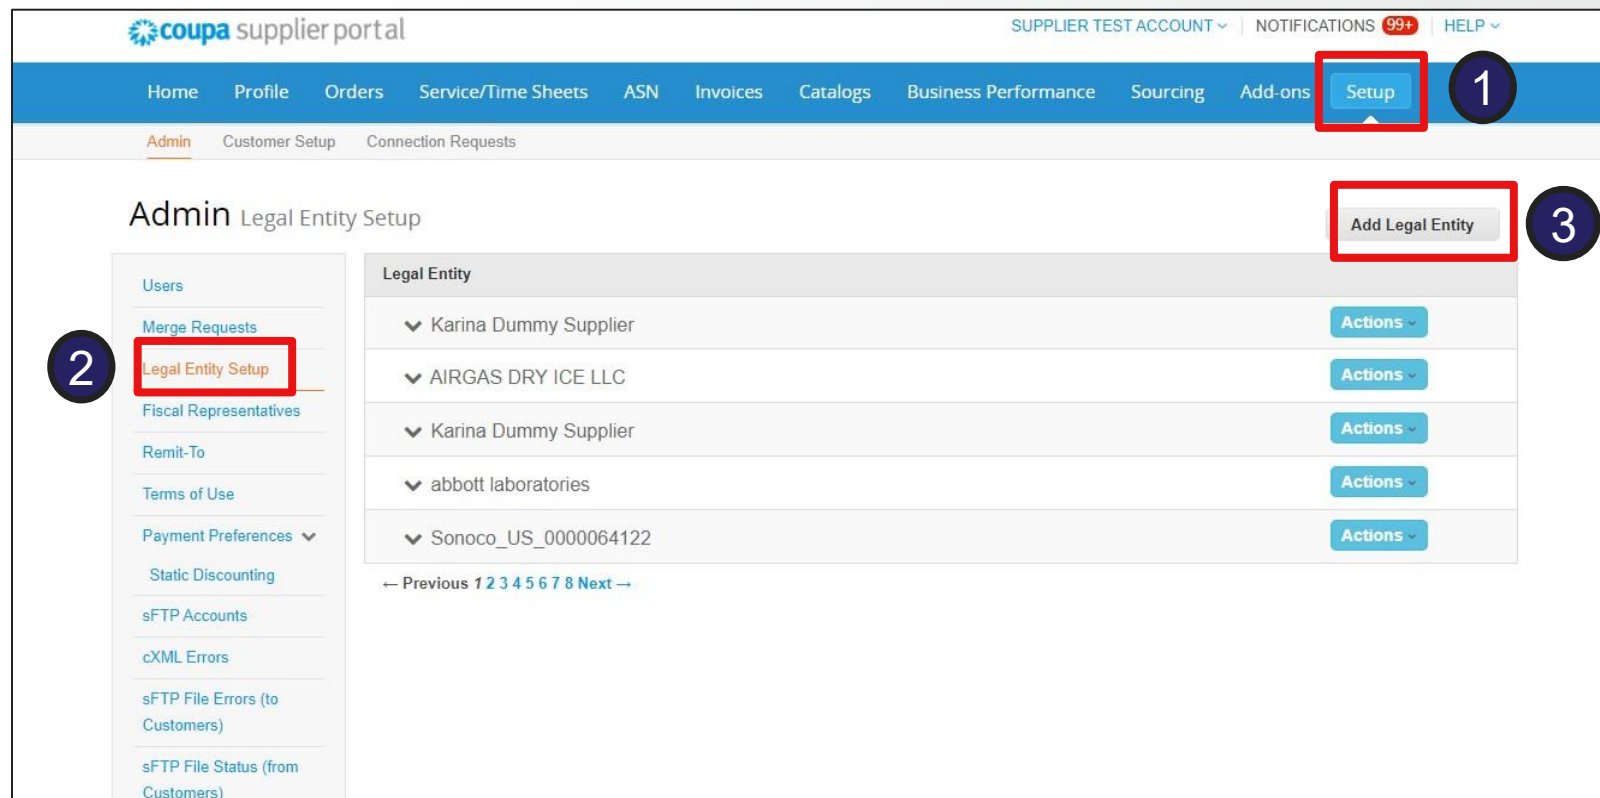 coupa supplier portal
SUPPLIER TEST ACCOUNT NOTIFICATIONS 99+ HELP
Home Profile Orders Service/Time Sheets ASN Invoices Catalogs Business Performance Sourcing Add-ons Setup 1
Admin Customer Setup Connection Requests
Admin Legal Entity Setup
Add Legal Entity 3
Legal Entity
Users
Karina Dummy Supplier Actions
Merge Requests
2 Legal Entity Setup
AIRGAS DRY ICE LLC Actions
Fiscal Representatives
Karina Dummy Supplier Actions
Remit-To
Terms of Use
abbott laboratories Actions
Payment Preferences
Sonoco_US_0000064122 Actions
Static Discounting
← Previous 1 2 3 4 5 6 7 8 Next →
sFTP Accounts
cXML Errors
sFTP File Errors (to
Customers)
sFTP File Status (from
Customers)